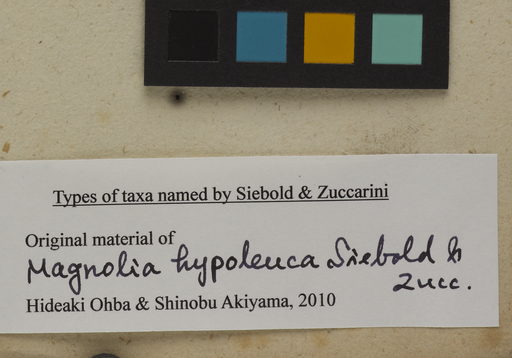 Types of taxa named by Siebold & Zuccarini
Original material of
Magnolia hypoleuca Siebold &
Zucc.
Hideaki Ohba & Shinobu Akiyama, 2010